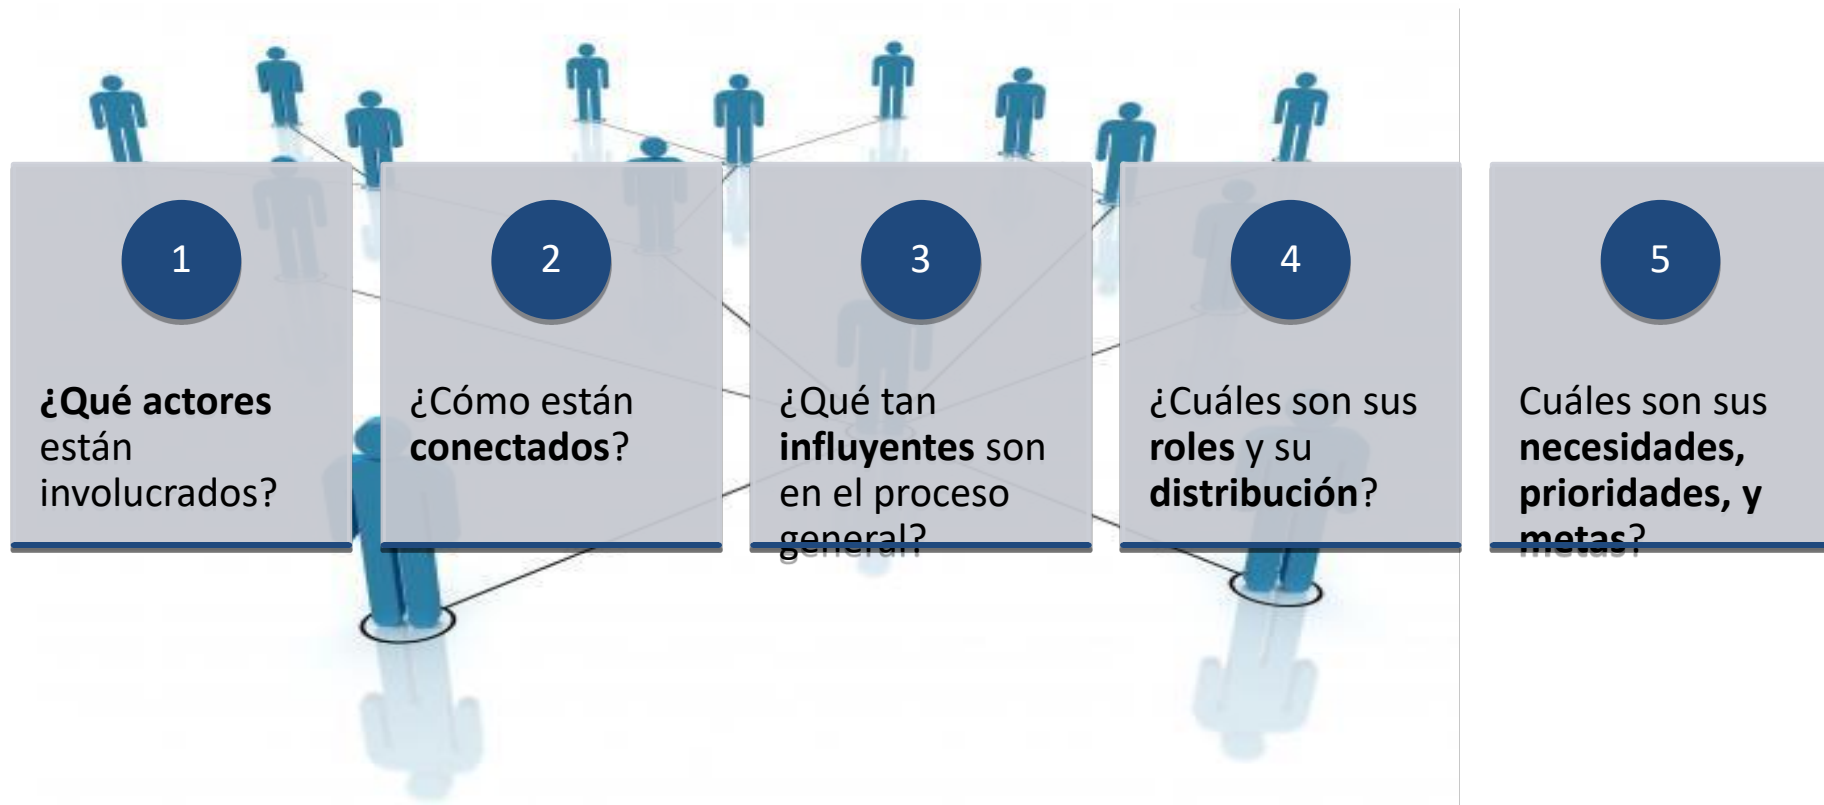 1
¿Qué actores
están
involucrados?
2
¿Cómo están
conectados?
3
¿Qué tan
influyentes son
en el proceso
general?
4
¿Cuáles son sus
roles y su
distribución?
5
Cuáles son sus
necesidades,
prioridades, y
metas?